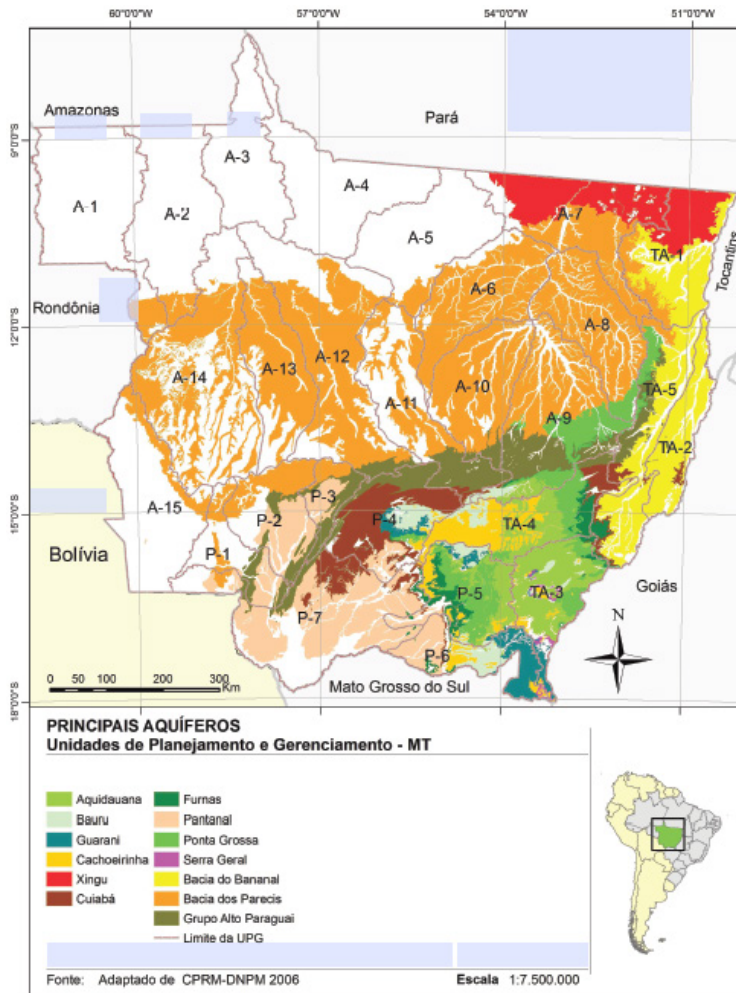 60°0'0"
57°0'0"
54°0'0"
51°0'0"
Amazonas
Pará
9°0'0"S
A-3
A-4
A-1
A-2
A-7
A-5
TA-1
Tocantins
A-6
Rondônia
12°0'0"S
A-8
A-12
A-13
A-14
TA-5
A-10
A-11
A-9
TA-2
P-3
A-15
15°0'0"S
P-2
P-4
TA-4
Bolívia
P-1
P-5
TA-3
Goiás
P-7
N
P-6
0 50 100 200 300
Km
Mato Grosso do Sul
18°0'0"S
PRINCIPAIS AQUÍFEROS
Unidades de Planejamento e Gerenciamento - MT
Aquidauana
Bauru
Guarani
Cachoeirinha
Xingu
Cuiabá
Furnas
Pantanal
Ponta Grossa
Serra Geral
Bacia do Bananal
Bacia dos Parecis
Grupo Alto Paraguai
Limite da UPG
Fonte: Adaptado de CPRM-DNPM 2006
Escala 1:7.500.000